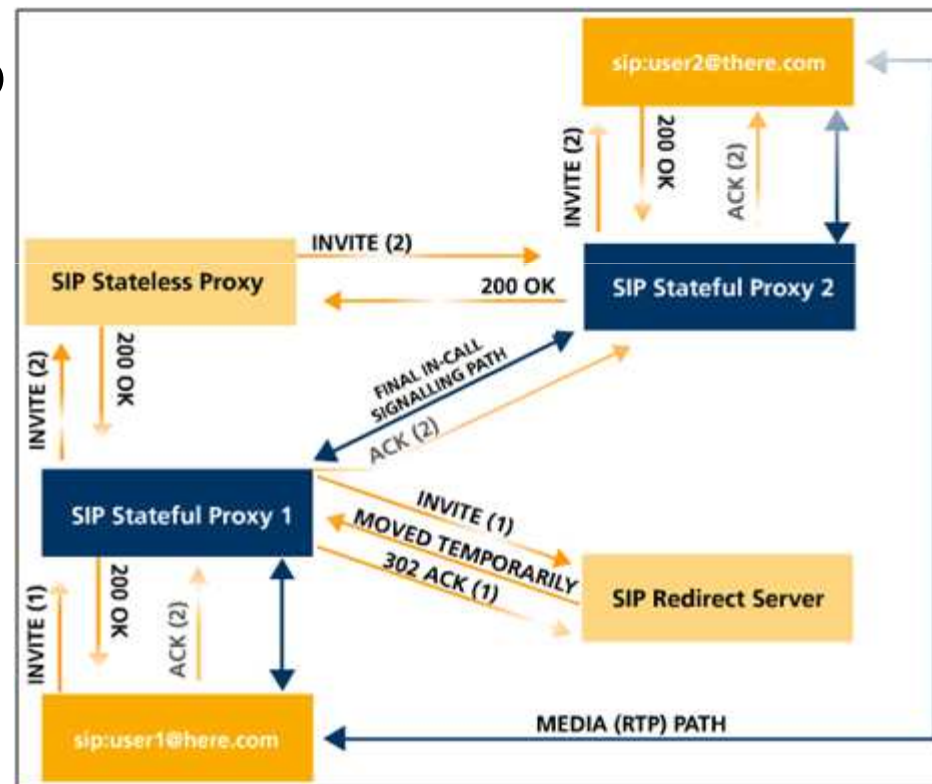 )
sip:user2@there.com
INVITE (2)
200 OK
ACK (2)
INVITE (2)
SIP Stateless Proxy
200 OK
SIP Stateful Proxy 2
INVITE (2)
200 OK
FINAL IN-CALL
SIGNALLING PATH
ACK (2)
SIP Stateful Proxy 1
INVITE (1)
MOVED TEMPORARILY
302 ACK (1)
SIP Redirect Server
INVITE (1)
200 OK
ACK (2)
sip:user1@here.com
MEDIA (RTP) PATH